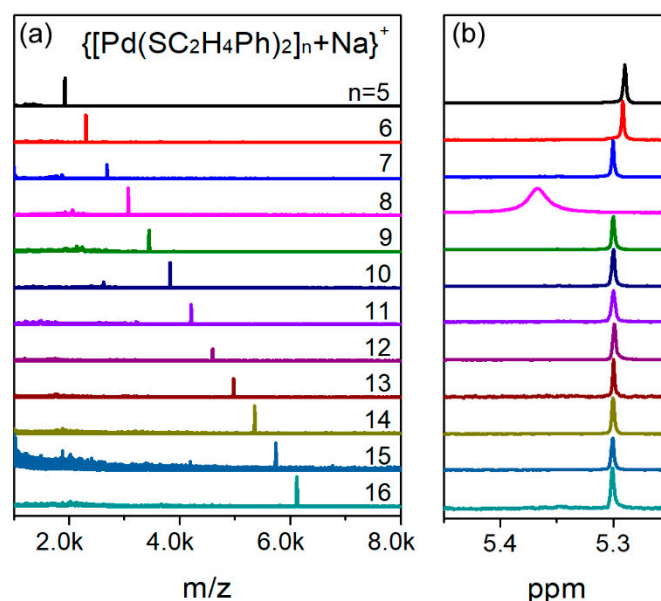 (a) {[Pd(SC₂H₄Ph)₂]ₙ+Na}⁺
n=5
6
7
8
9
10
11
12
13
14
15
16
2.0k 4.0k 6.0k 8.0k
m/z
(b)
5.4 5.3
ppm